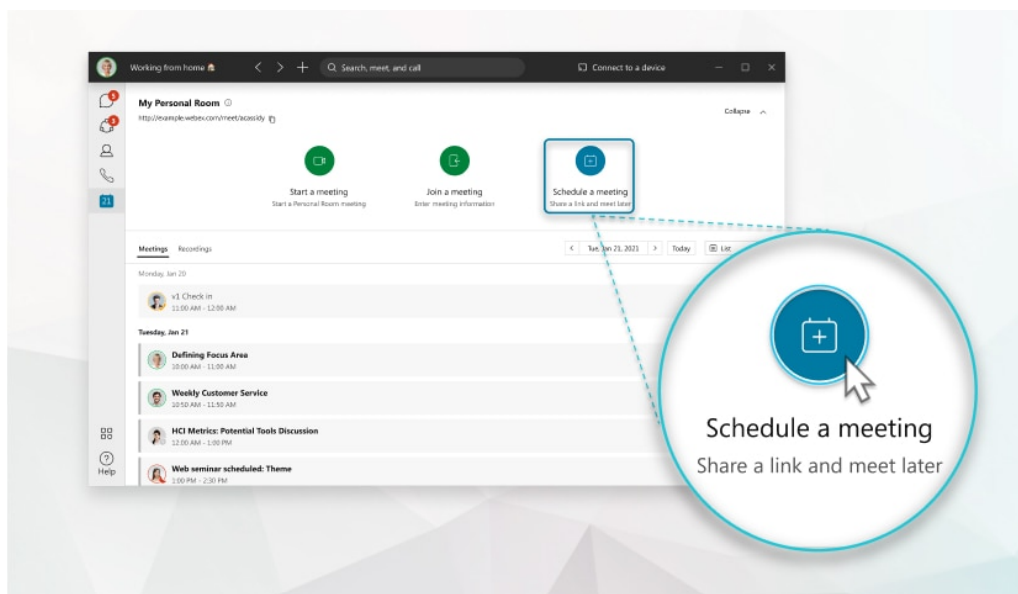 Working from home
Search, meet, and call
Connect to a device
5
3
21
My Personal Room
http://example.webex.com/meet/acassidy
Collapse
Start a meeting
Start a Personal Room meeting
Join a meeting
Enter meeting information
Schedule a meeting
Share a link and meet later
Meetings
Recordings
Tue, Jan 21, 2021
Today
List
Monday, Jan 20
v1 Check in
11:00 AM - 12:00 AM
Tuesday, Jan 21
Defining Focus Area
10:00 AM - 11:00 AM
Weekly Customer Service
10:50 AM - 11:50 AM
HCI Metrics: Potential Tools Discussion
12:00 AM - 1:00 PM
Web seminar scheduled: Theme
1:00 PM - 2:30 PM
Help
Schedule a meeting
Share a link and meet later